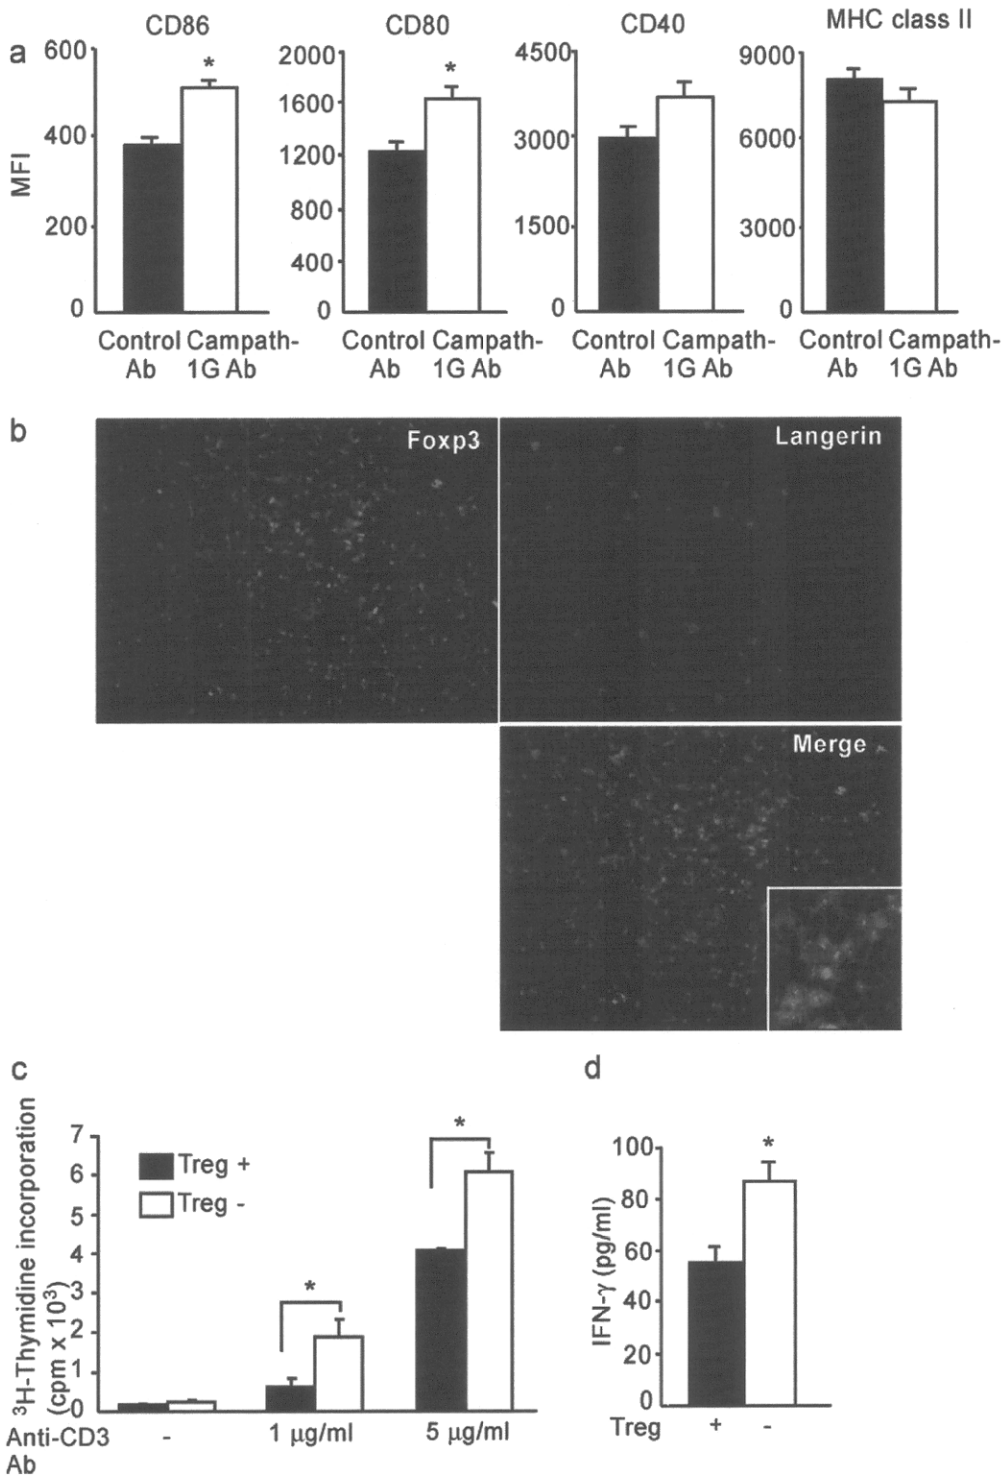 a
CD86
CD80
CD40
MHC class II
MFI
600
400
200
0
2000
1600
1200
800
400
0
4500
3000
1500
0
9000
6000
3000
0
*
*
Control Campath-
Ab 1G Ab
Control Campath-
Ab 1G Ab
Control Campath-
Ab 1G Ab
Control Campath-
Ab 1G Ab
b
Foxp3
Langerin
Merge
c
³H-Thymidine incorporation
(cpm x 10³)
7
6
5
4
3
2
1
0
Treg +
Treg -
*
*
Anti-CD3
Ab
-
1 μg/ml
5 μg/ml
d
IFN-γ (pg/ml)
100
80
60
40
20
0
*
Treg + -